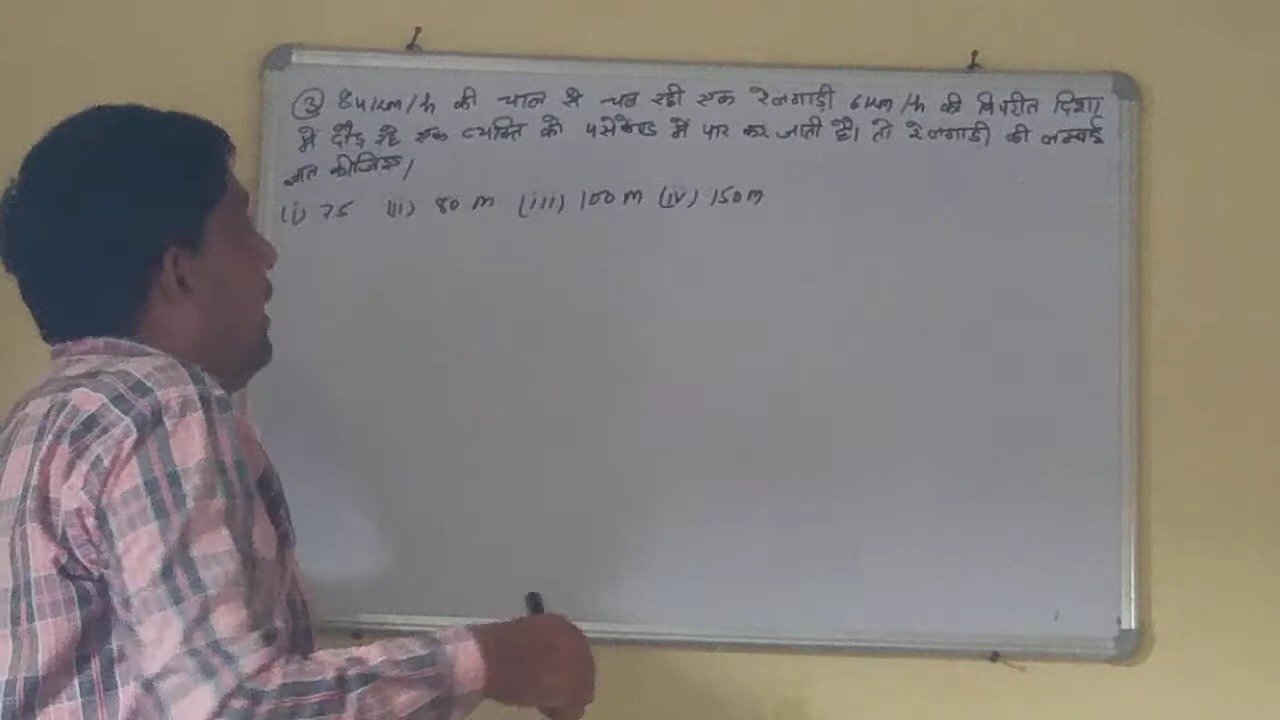 ③ 84km/h की चाल से चल रही एक रेलगाड़ी 6km/h की विपरीत दिशा
में दौड़ रहे एक व्यक्ति को 4सेकेण्ड में पार कर जाती है। तो रेलगाडी की लम्बाई
ज्ञात कीजिए।
(i) 75 (ii) 80 m (iii) 100 m (iv) 150m